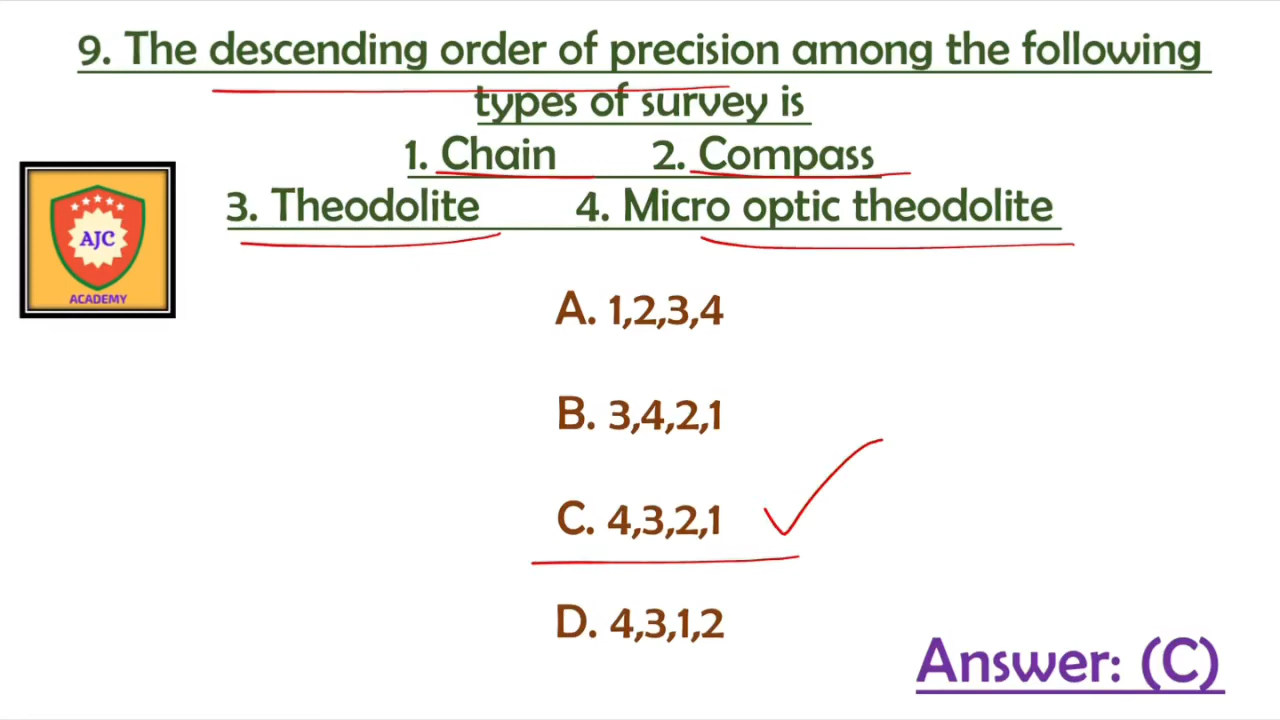 9. The descending order of precision among the following
types of survey is
1. Chain 2. Compass
3. Theodolite 4. Micro optic theodolite
AJC
ACADEMY
A. 1,2,3,4
B. 3,4,2,1
C. 4,3,2,1
D. 4,3,1,2
Answer: (C)